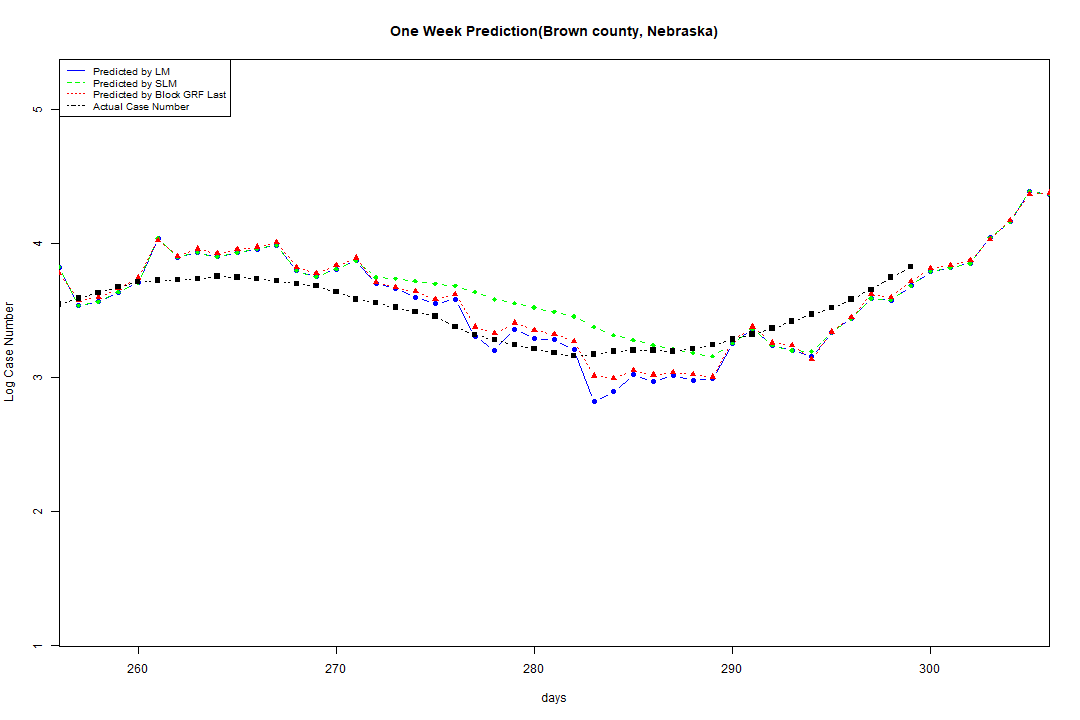 One Week Prediction(Brown county, Nebraska)
Predicted by LM
Predicted by SLM
Predicted by Block GRF Last
Actual Case Number
5
4
3
2
1
Log Case Number
260 270 280 290 300
days